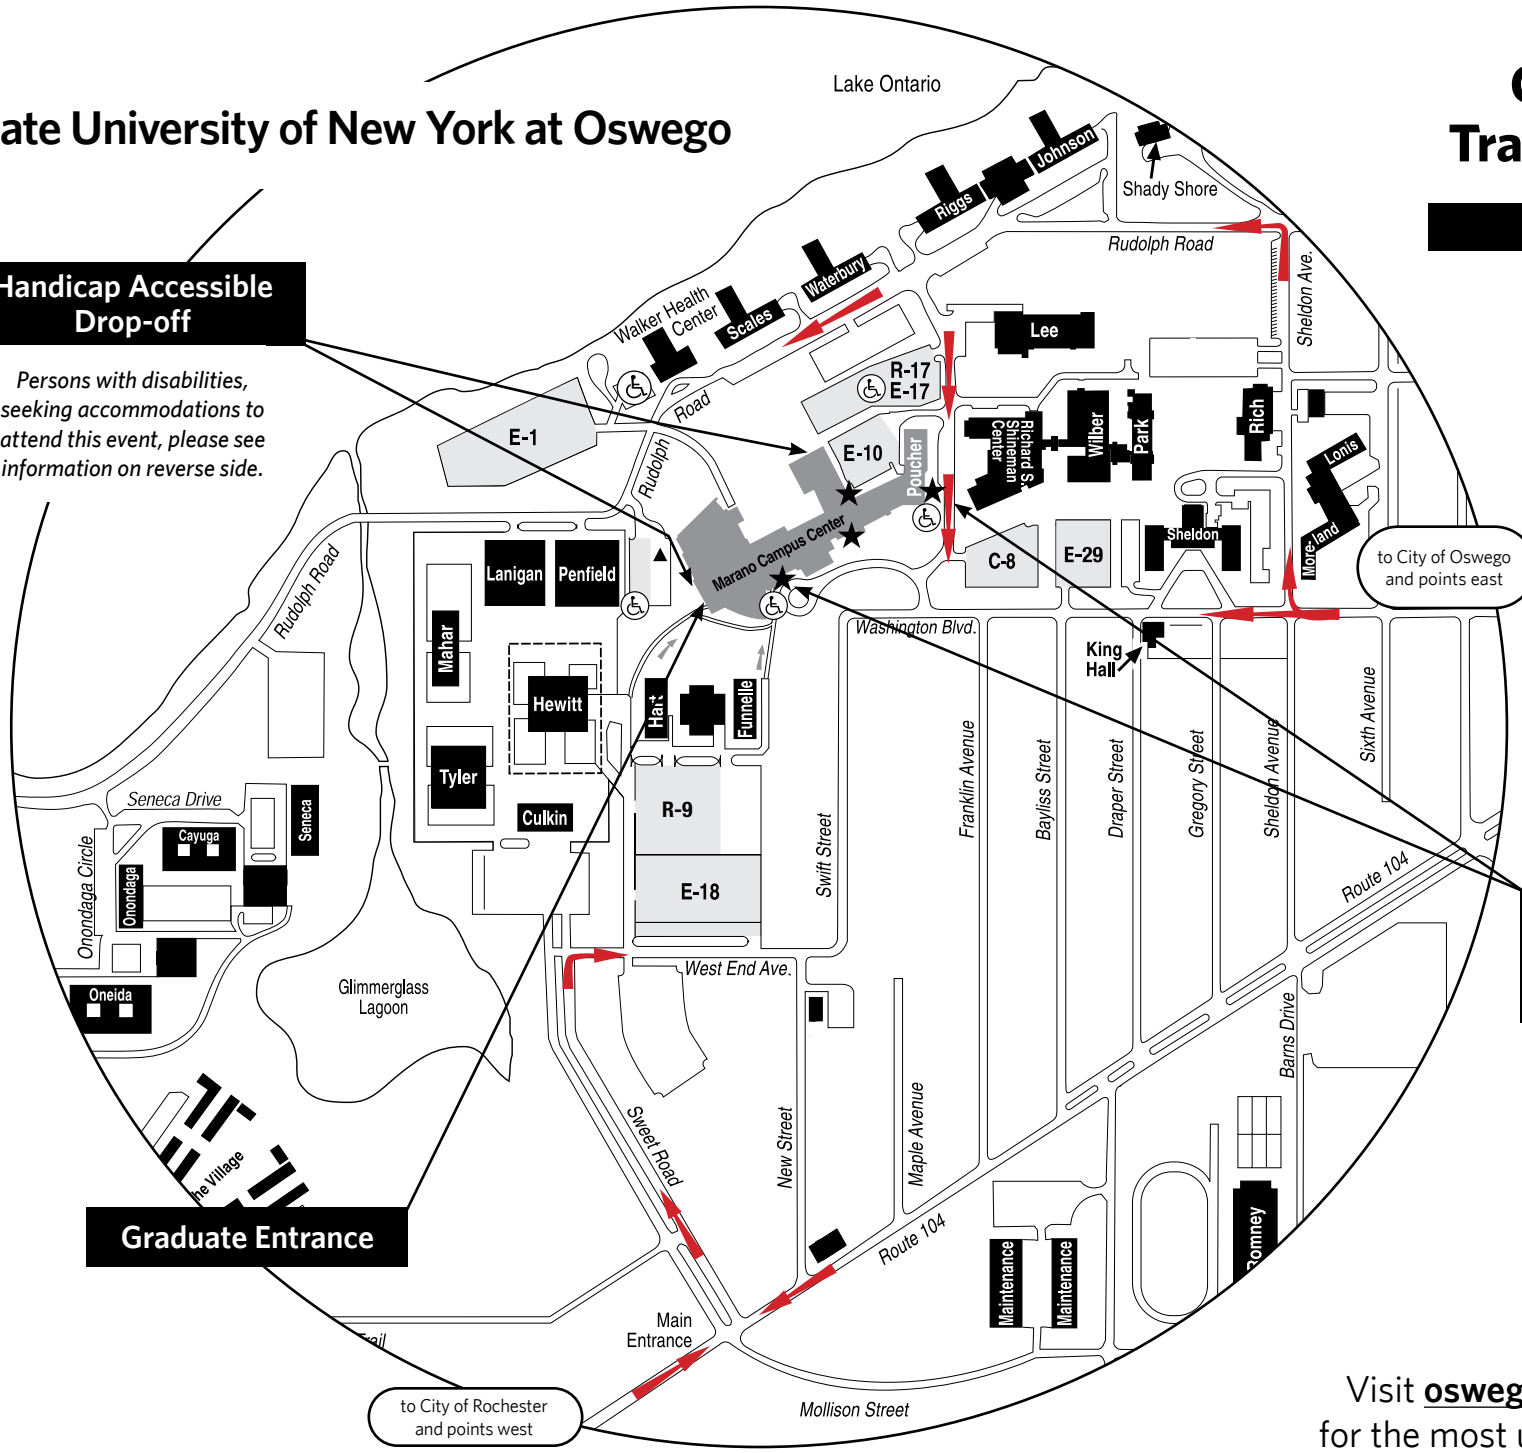 Lake Ontario
ate University of New York at Oswego
Tra
Johnson
Shady Shore
Riggs
Rudolph Road
Handicap Accessible
Drop-off
Waterbury
Sheldon Ave.
Walker Health
Center
Scales
Lee
Persons with disabilities,
seeking accommodations to
attend this event, please see
information on reverse side.
R-17
E-17
Road
Rudolph
E-1
E-10
Poucher
Richard S.
Shineman
Center
Wilber
Park
Rich
Lonis
More-land
Sheldon
Marano Campus Center
C-8
E-29
to City of Oswego
and points east
Lanigan
Penfield
Rudolph Road
Washington Blvd.
King
Hall
Mahar
Hewitt
Hart
Funnelle
Tyler
Culkin
R-9
E-18
Seneca Drive
Seneca
Cayuga
Onondaga
Onondaga Circle
Oneida
Swift Street
Franklin Avenue
Bayliss Street
Draper Street
Gregory Street
Sheldon Avenue
Sixth Avenue
Route 104
West End Ave.
Glimmerglass
Lagoon
Barns Drive
Sweet Road
New Street
Maple Avenue
he Village
Graduate Entrance
Route 104
Maintenance
Maintenance
Romney
Main
Entrance
Trail
to City of Rochester
and points west
Mollison Street
Visit osweg
for the most u